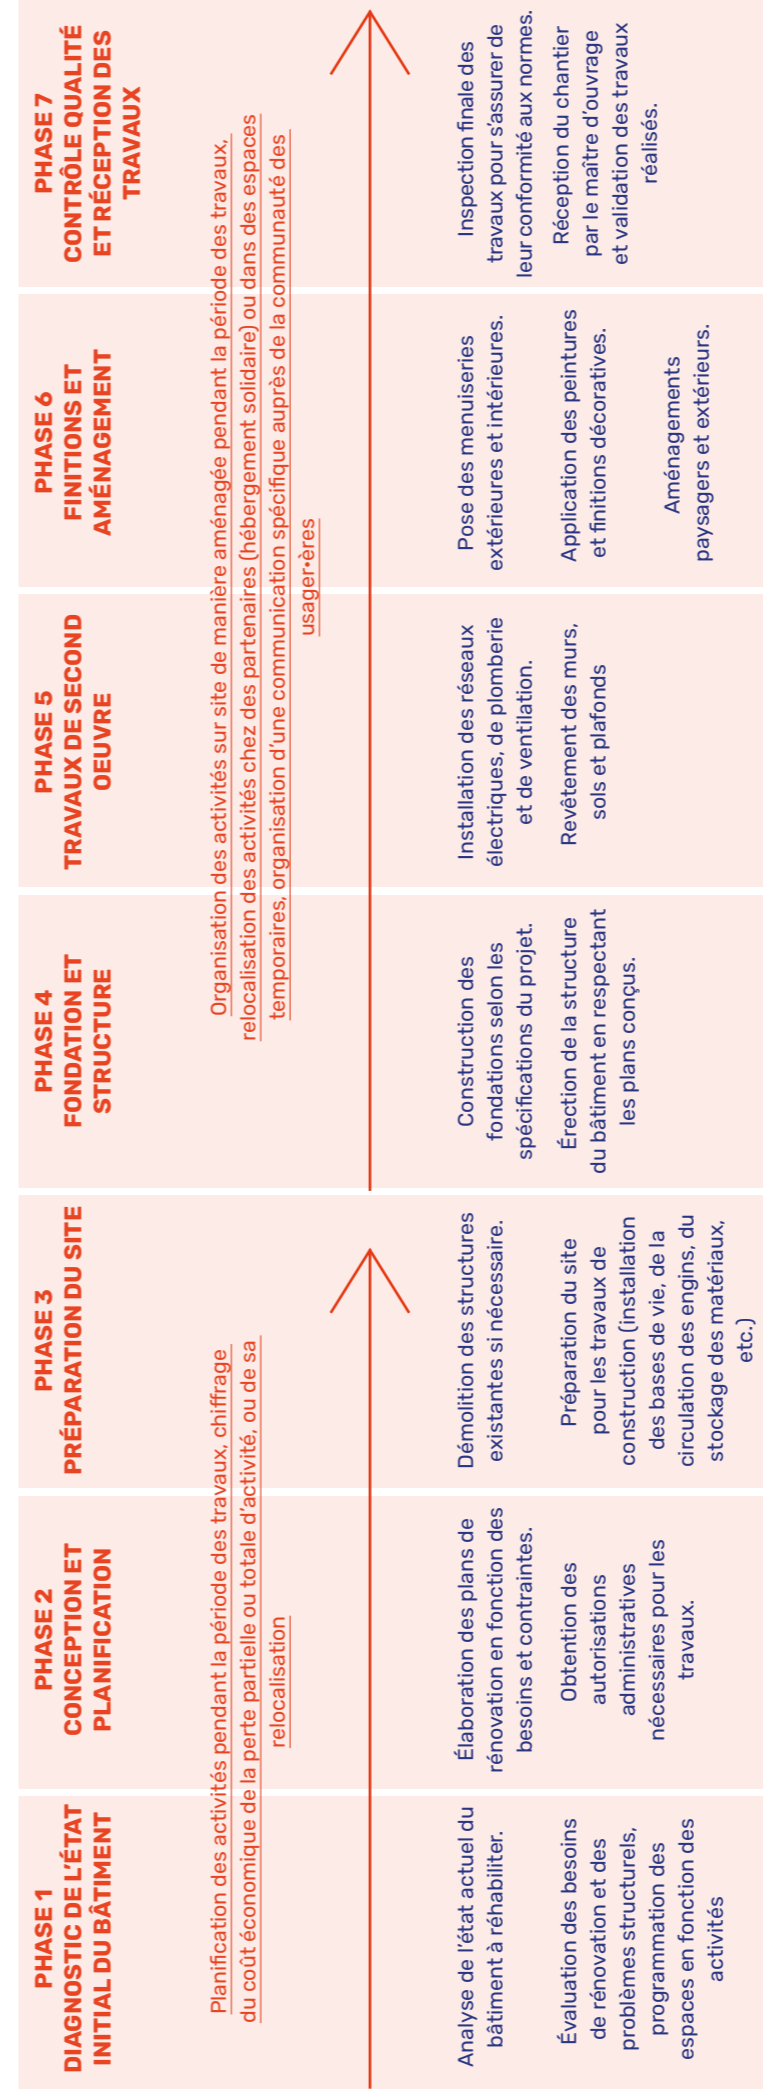 PHASE 1
DIAGNOSTIC DE L'ÉTAT
INITIAL DU BÂTIMENT
PHASE 2
CONCEPTION ET
PLANIFICATION
PHASE 3
PRÉPARATION DU SITE
PHASE 4
FONDATION ET
STRUCTURE
PHASE 5
TRAVAUX DE SECOND
OEUVRE
PHASE 6
FINITIONS ET
AMÉNAGEMENT
PHASE 7
CONTRÔLE QUALITÉ
ET RÉCEPTION DES
TRAVAUX
Planification des activités pendant la période des travaux, chiffrage
du coût économique de la perte partielle ou totale d'activité, ou de sa
relocalisation
Organisation des activités sur site de manière aménagée pendant la période des travaux,
relocalisation des activités chez des partenaires (hébergement solidaire) ou dans des espaces
temporaires, organisation d'une communication spécifique auprès de la communauté des
usager•ères
Analyse de l'état actuel du
bâtiment à réhabiliter.
Évaluation des besoins
de rénovation et des
problèmes structurels,
programmation des
espaces en fonction des
activités
Élaboration des plans de
rénovation en fonction des
besoins et contraintes.
Obtention des
autorisations
administratives
nécessaires pour les
travaux.
Démolition des structures
existantes si nécessaire.
Préparation du site
pour les travaux de
construction (installation
des bases de vie, de la
circulation des engins, du
stockage des matériaux,
etc.)
Construction des
fondations selon les
spécifications du projet.
Érection de la structure
du bâtiment en respectant
les plans conçus.
Installation des réseaux
électriques, de plomberie
et de ventilation.
Revêtement des murs,
sols et plafonds
Pose des menuiseries
extérieures et intérieures.
Application des peintures
et finitions décoratives.
Aménagements
paysagers et extérieurs.
Inspection finale des
travaux pour s'assurer de
leur conformité aux normes.
Réception du chantier
par le maître d'ouvrage
et validation des travaux
réalisés.